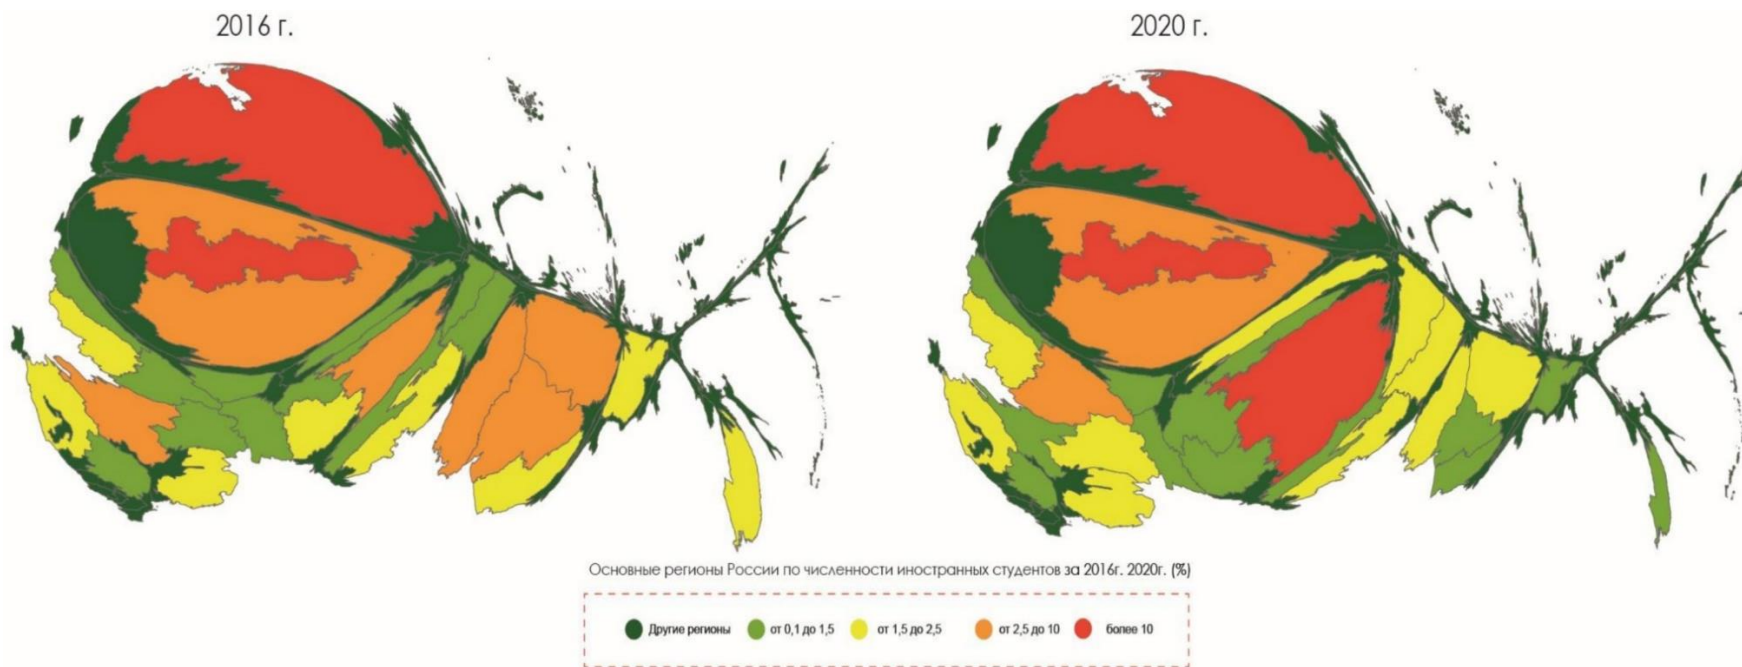 2016 г.
2020 г.
Основные регионы России по численности иностранных студентов за 2016г. 2020г. (%)
Другие регионы
от 0,1 до 1,5
от 1,5 до 2,5
от 2,5 до 10
более 10